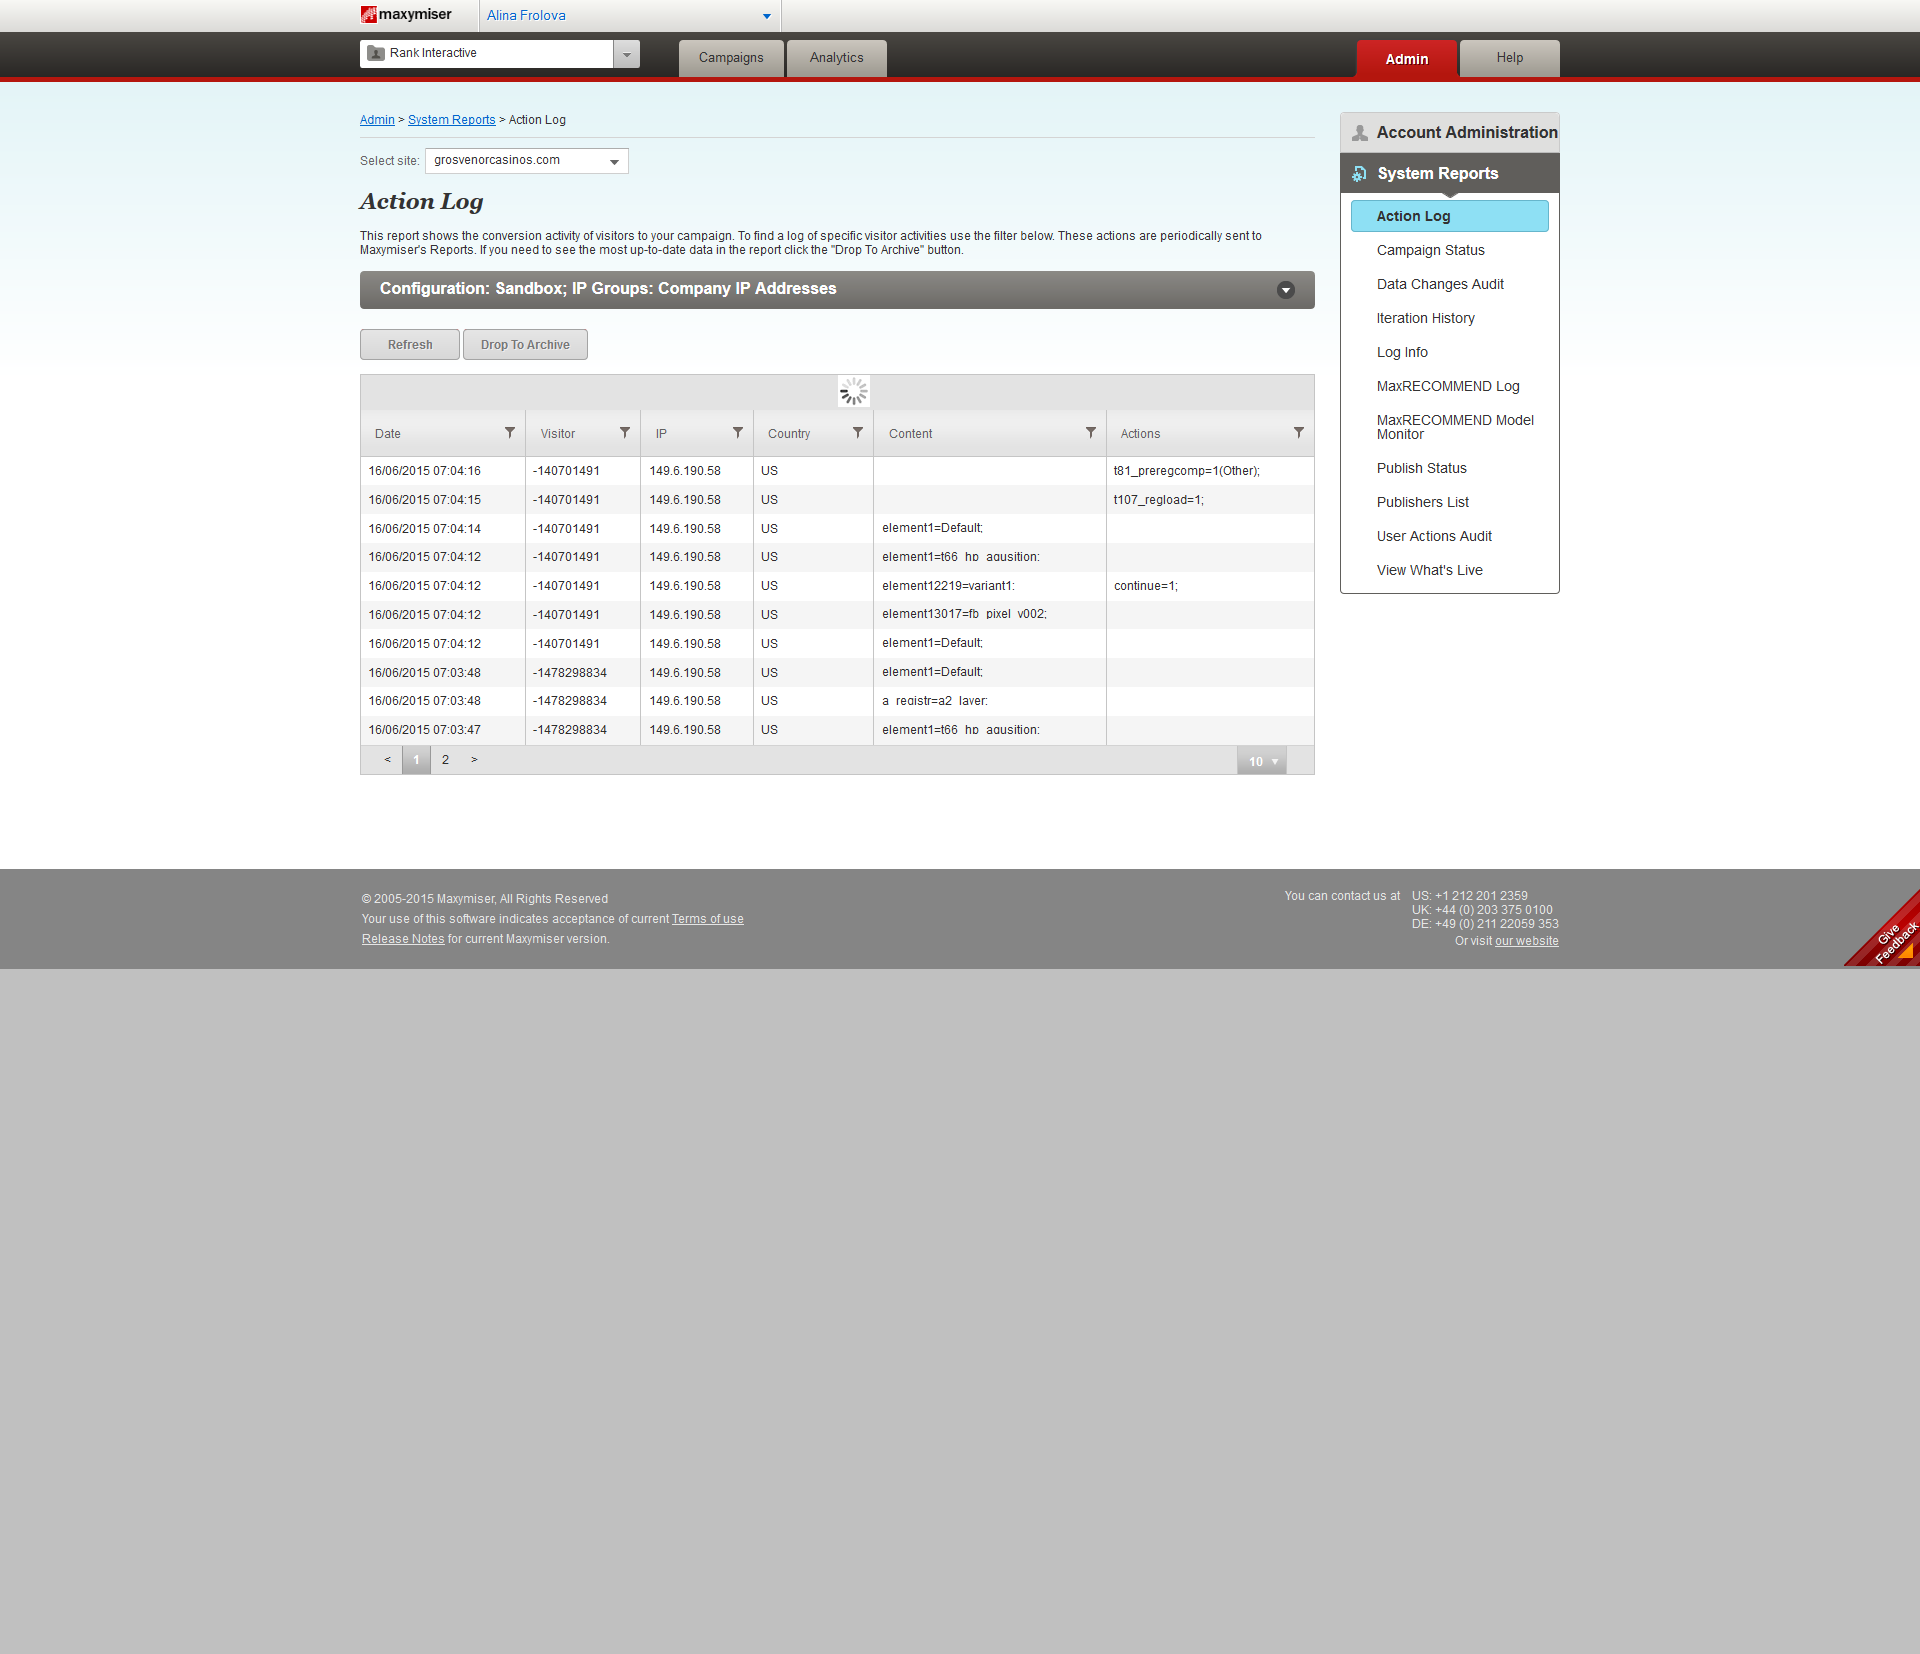 maxymiser
Alina Frolova
Rank Interactive
Campaigns
Analytics
Admin
Help
Admin > System Reports > Action Log
Select site: grosvenorcasinos.com
Action Log
This report shows the conversion activity of visitors to your campaign. To find a log of specific visitor activities use the filter below. These actions are periodically sent to
Maxymiser's Reports. If you need to see the most up-to-date data in the report click the "Drop To Archive" button.
Configuration: Sandbox; IP Groups: Company IP Addresses
Refresh
Drop To Archive
Date Visitor IP Country Content Actions
16/06/2015 07:04:16 -140701491 149.6.190.58 US t81_preregcomp=1(Other);
16/06/2015 07:04:15 -140701491 149.6.190.58 US t107_regload=1;
16/06/2015 07:04:14 -140701491 149.6.190.58 US element1=Default;
16/06/2015 07:04:12 -140701491 149.6.190.58 US element1=t66_hp_aqusition;
16/06/2015 07:04:12 -140701491 149.6.190.58 US element12219=variant1; continue=1;
16/06/2015 07:04:12 -140701491 149.6.190.58 US element13017=fb_pixel_v002;
16/06/2015 07:04:12 -140701491 149.6.190.58 US element1=Default;
16/06/2015 07:03:48 -1478298834 149.6.190.58 US element1=Default;
16/06/2015 07:03:48 -1478298834 149.6.190.58 US a_registr=a2_layer;
16/06/2015 07:03:47 -1478298834 149.6.190.58 US element1=t66_hp_aqusition;
< 1 2 > 10
Account Administration
System Reports
Action Log
Campaign Status
Data Changes Audit
Iteration History
Log Info
MaxRECOMMEND Log
MaxRECOMMEND Model
Monitor
Publish Status
Publishers List
User Actions Audit
View What's Live
© 2005-2015 Maxymiser, All Rights Reserved
Your use of this software indicates acceptance of current Terms of use
Release Notes for current Maxymiser version.
You can contact us at US: +1 212 201 2359
UK: +44 (0) 203 375 0100
DE: +49 (0) 211 22059 353
Or visit our website
Give
Feedback